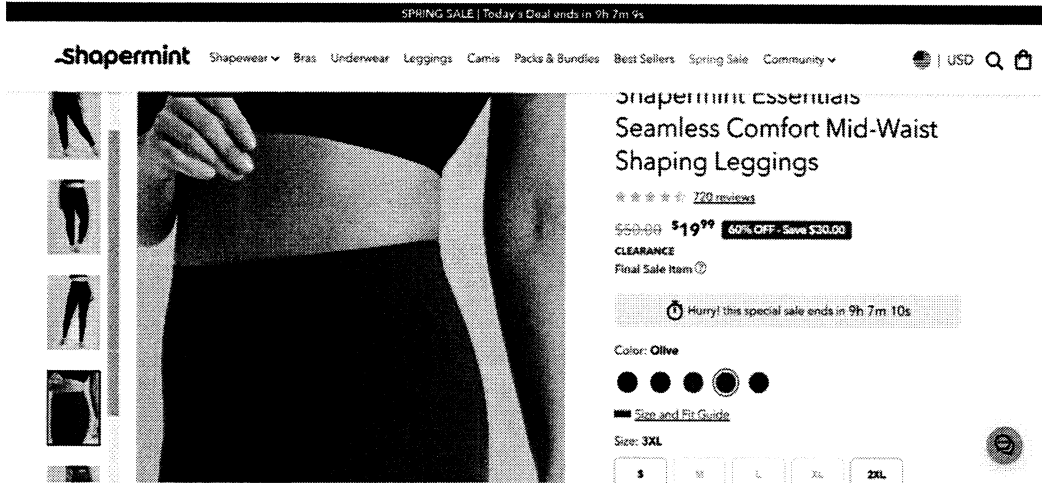 SPRING SALE | Today's Deal ends in 9h 7m 9s
Shapermint Shapewear Bras Underwear Leggings Camis Packs & Bundles Best Sellers Spring Sale Community | USD
Shapermint Essentials
Seamless Comfort Mid-Waist
Shaping Leggings
720 reviews
$50.00 $19.99 60% OFF - Save $30.00
CLEARANCE
Final Sale Item ?
Hurry! this special sale ends in 9h 7m 10s
Color: Olive
Size and Fit Guide
Size: 3XL
S M L XL 2XL